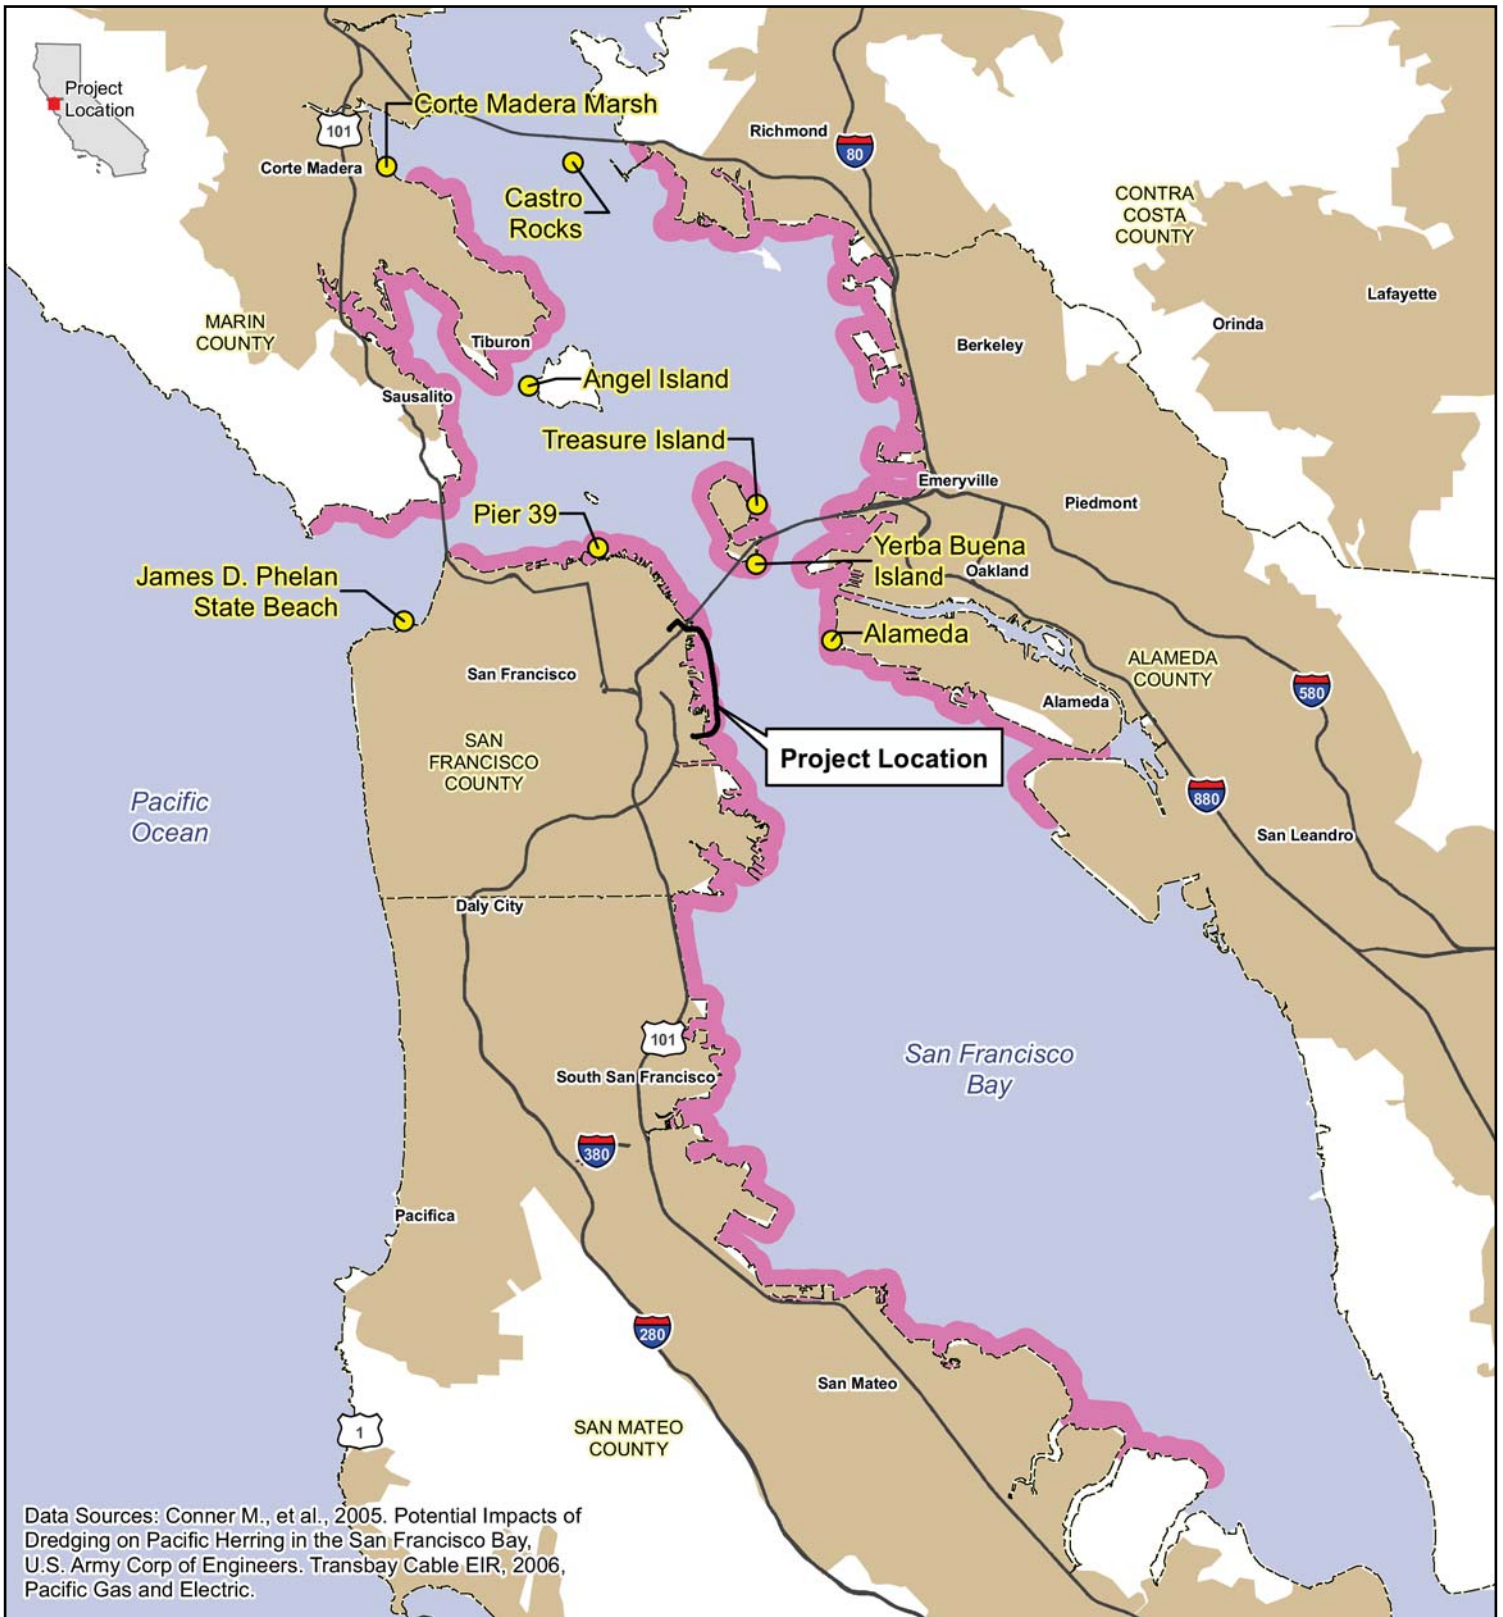 Project
Location
Corte Madera Marsh
101
Corte Madera
Richmond
80
Castro
Rocks
CONTRA
COSTA
COUNTY
Lafayette
Orinda
MARIN
COUNTY
Tiburon
Berkeley
Angel Island
Sausalito
Treasure Island
Emeryville
Piedmont
Pier 39
Yerba Buena
Island
Oakland
James D. Phelan
State Beach
Alameda
ALAMEDA
COUNTY
San Francisco
580
Alameda
SAN
FRANCISCO
COUNTY
Project Location
880
Pacific
Ocean
San Leandro
Daly City
101
San Francisco
Bay
South San Francisco
380
Pacifica
280
San Mateo
1
SAN MATEO
COUNTY
Data Sources: Conner M., et al., 2005. Potential Impacts of
Dredging on Pacific Herring in the San Francisco Bay,
U.S. Army Corp of Engineers. Transbay Cable EIR, 2006,
Pacific Gas and Electric.